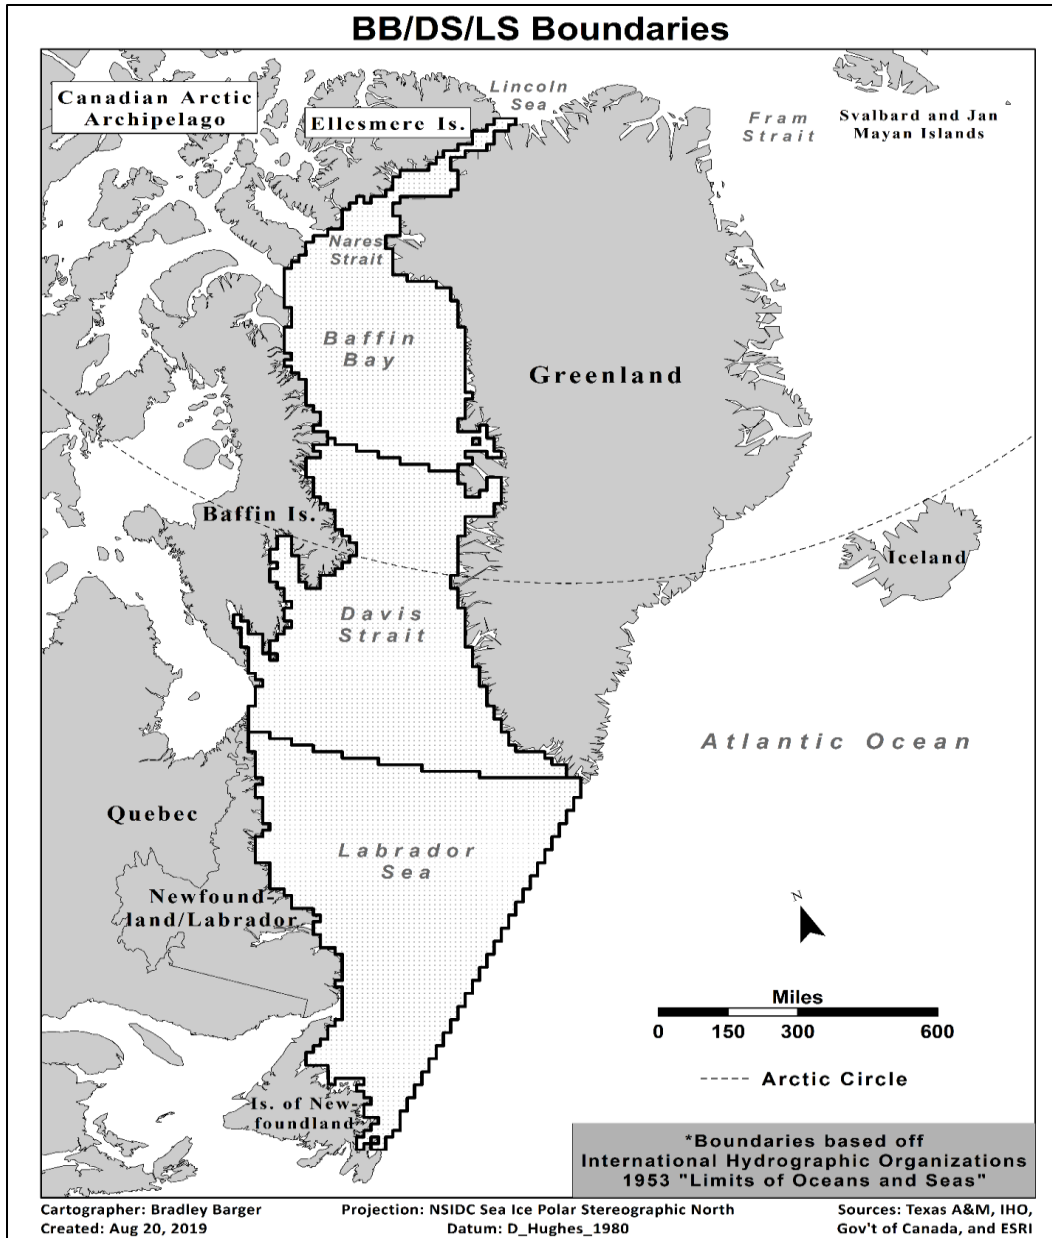 BB/DS/LS Boundaries
Canadian Arctic
Archipelago
Ellesmere Is.
Lincoln
Sea
Fram
Strait
Svalbard and Jan
Mayan Islands
Nares
Strait
Baffin
Bay
Greenland
Baffin Is.
Iceland
Davis
Strait
Atlantic Ocean
Quebec
Labrador
Sea
Newfound-
land/Labrador
N
Miles
0 150 300 600
Arctic Circle
Is. of New-
foundland
*Boundaries based off
International Hydrographic Organizations
1953 "Limits of Oceans and Seas"
Cartographer: Bradley Barger
Created: Aug 20, 2019
Projection: NSIDC Sea Ice Polar Stereographic North
Datum: D_Hughes_1980
Sources: Texas A&M, IHO,
Gov't of Canada, and ESRI